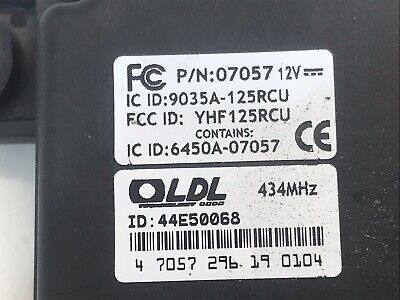 FC P/N:07057 12V
IC ID:9035A-125RCU
FCC ID: YHF125RCU
CONTAINS:
IC ID:6450A-07057 CE
LDL 434MHz
ID:44E50068
4 7057 296 19 0104